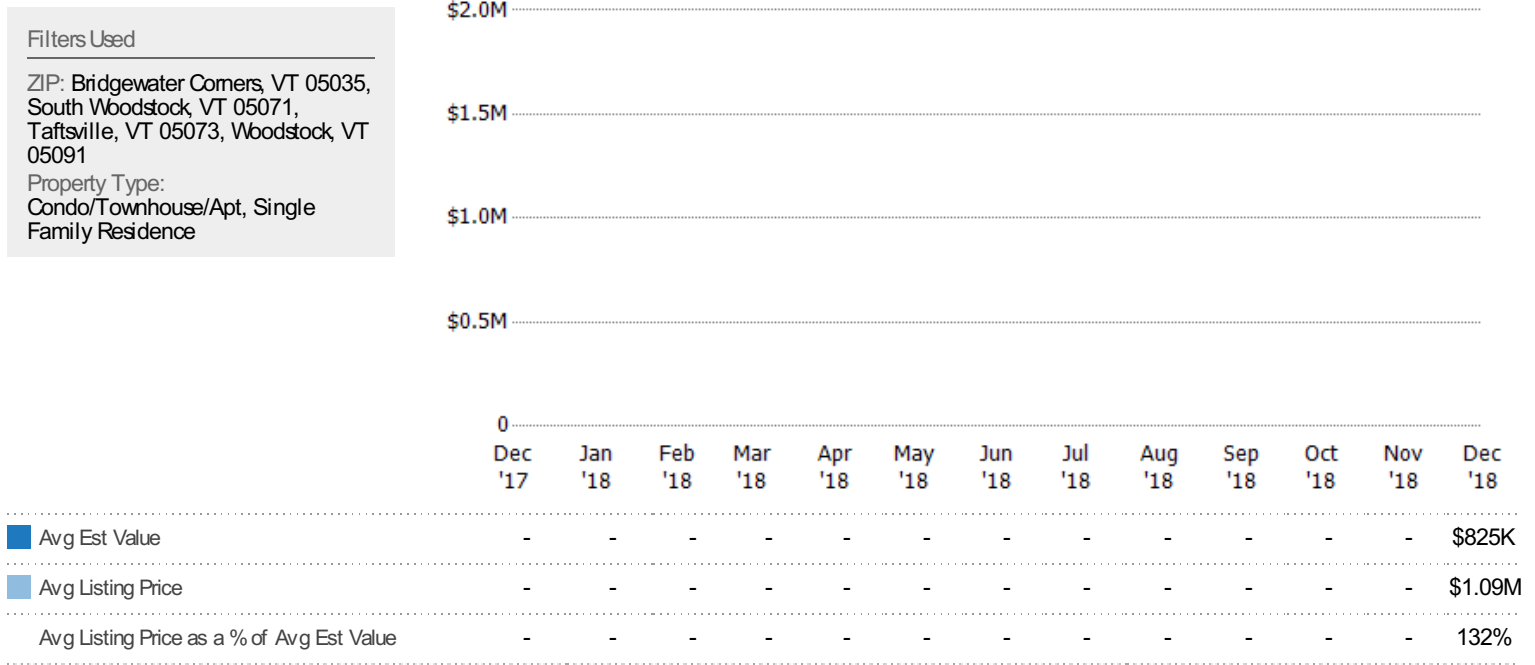 Filters Used
ZIP: Bridgewater Corners, VT 05035,
South Woodstock, VT 05071,
Taftsville, VT 05073, Woodstock, VT
05091
Property Type:
Condo/Townhouse/Apt, Single
Family Residence
$2.0M
$1.5M
$1.0M
$0.5M
0
Dec Jan Feb Mar Apr May Jun Jul Aug Sep Oct Nov Dec
'17 '18 '18 '18 '18 '18 '18 '18 '18 '18 '18 '18 '18
Avg Est Value - - - - - - - - - - - - $825K
Avg Listing Price - - - - - - - - - - - - $1.09M
Avg Listing Price as a % of Avg Est Value - - - - - - - - - - - - 132%